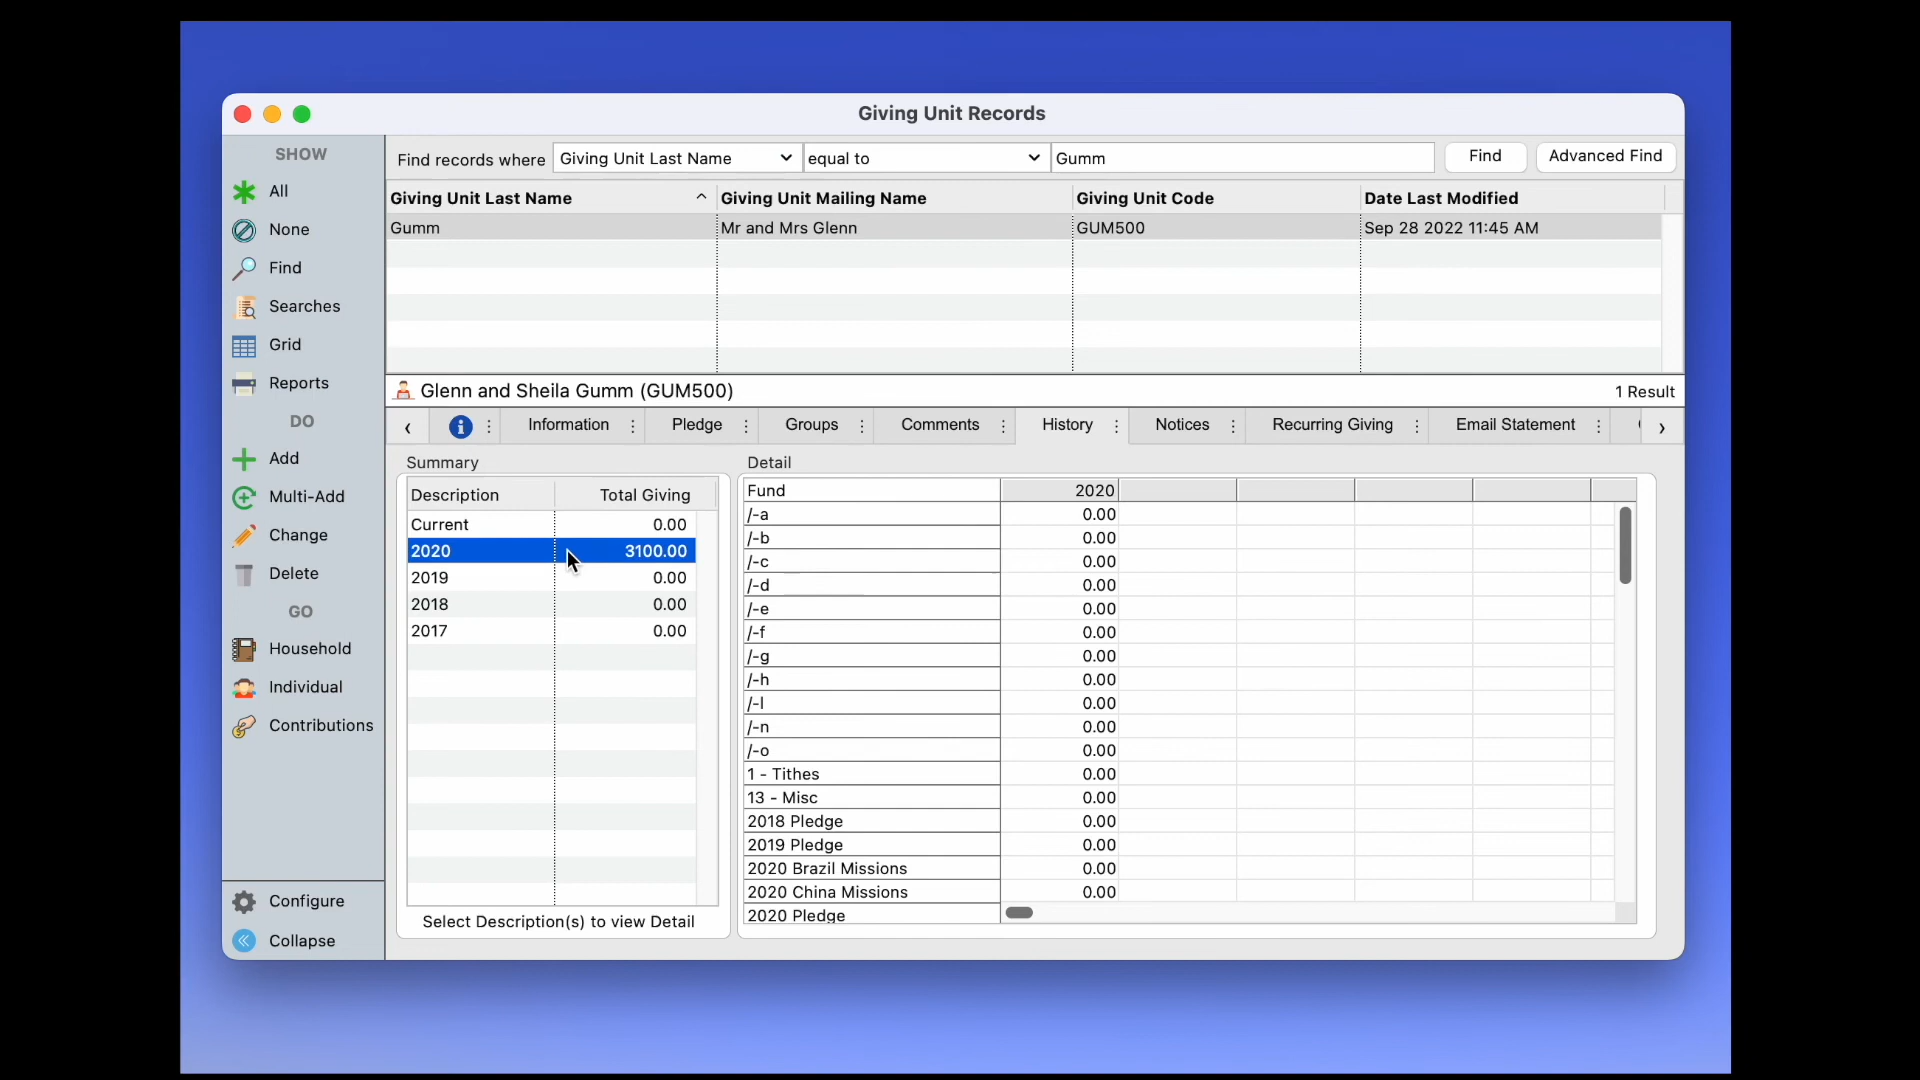 Giving Unit Records
SHOW
All
None
Find
Searches
Grid
Reports
DO
Add
Multi-Add
Change
Delete
GO
Household
Individual
Contributions
Configure
Collapse
Find records where Giving Unit Last Name equal to Gumm Find Advanced Find
Giving Unit Last Name Giving Unit Mailing Name Giving Unit Code Date Last Modified
Gumm Mr and Mrs Glenn GUM500 Sep 28 2022 11:45 AM
Glenn and Sheila Gumm (GUM500) 1 Result
Information Pledge Groups Comments History Notices Recurring Giving Email Statement
Summary
Description Total Giving
Current 0.00
2020 3100.00
2019 0.00
2018 0.00
2017 0.00
Select Description(s) to view Detail
Detail
Fund 2020
/-a 0.00
/-b 0.00
/-c 0.00
/-d 0.00
/-e 0.00
/-f 0.00
/-g 0.00
/-h 0.00
/-I 0.00
/-n 0.00
/-o 0.00
1 - Tithes 0.00
13 - Misc 0.00
2018 Pledge 0.00
2019 Pledge 0.00
2020 Brazil Missions 0.00
2020 China Missions 0.00
2020 Pledge